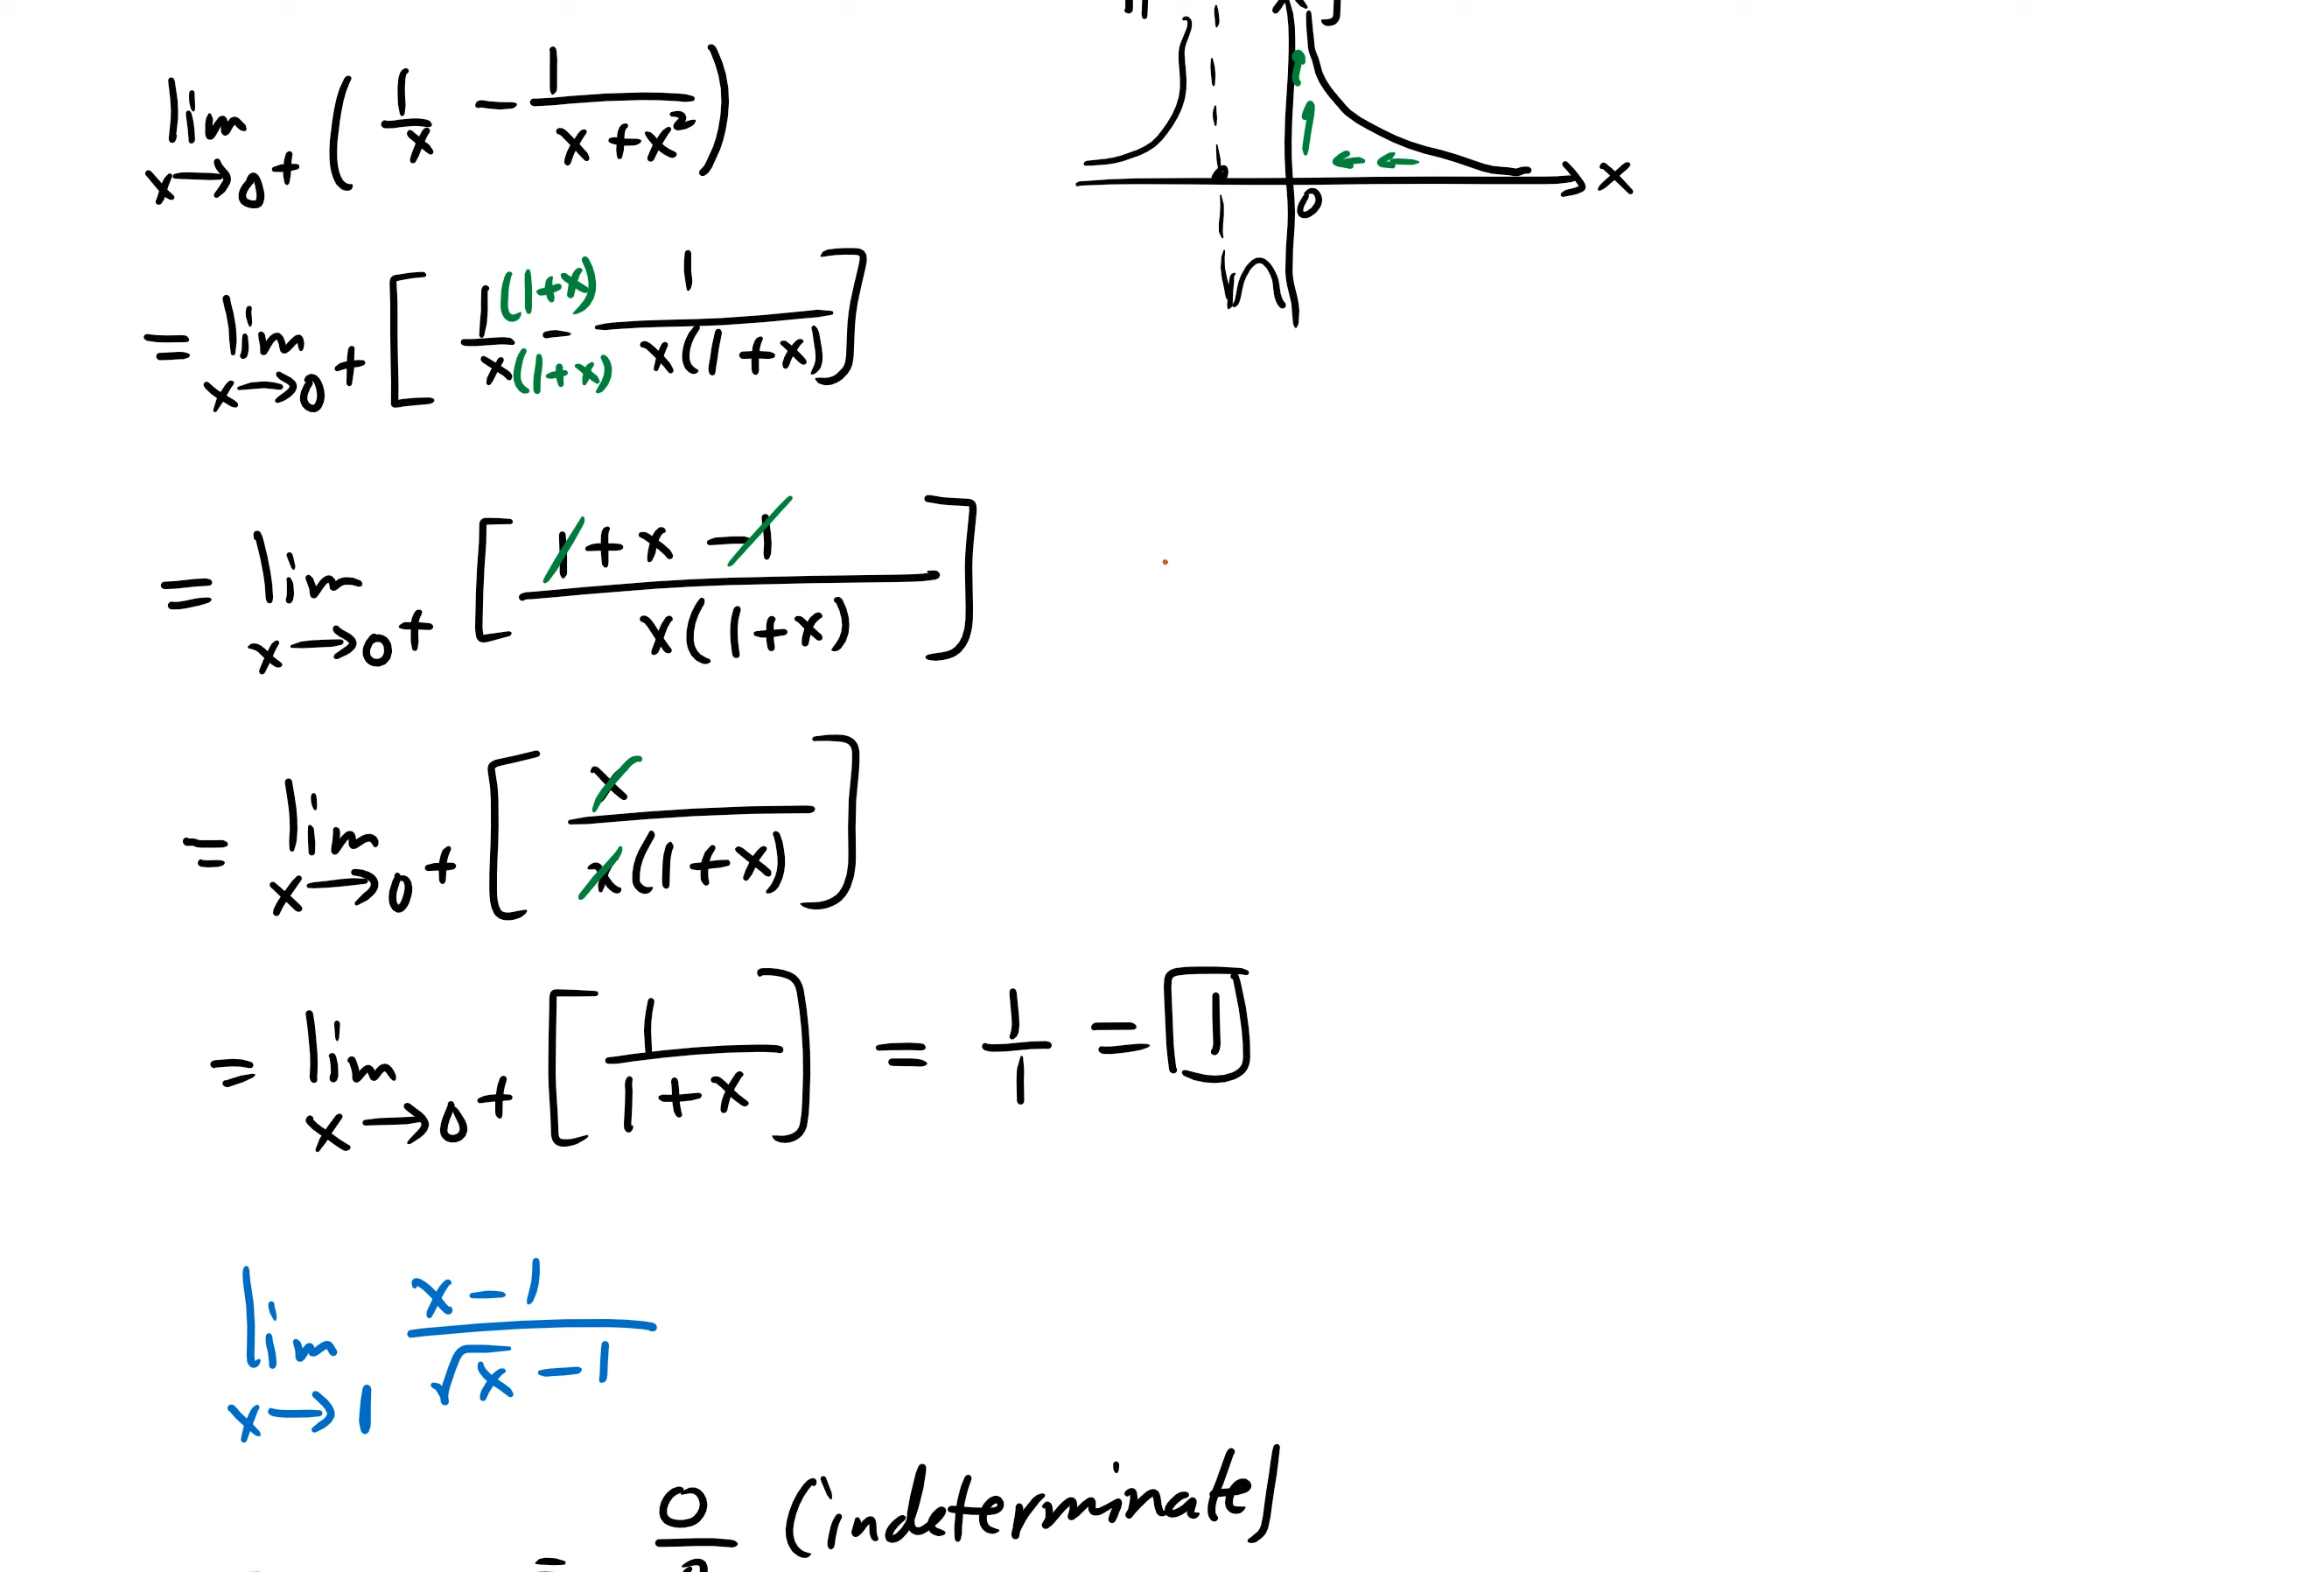 lim x→0⁺ ( 1/x − 1/(x+x²) )
x
0
= lim x→0⁺ [ 1(1+x)/x(1+x) − 1/x(1+x) ]
= lim x→0⁺ [ (1+x−1)/x(1+x) ]
= lim x→0⁺ [ x/x(1+x) ]
= lim x→0⁺ [ 1/(1+x) ] = 1/1 = 1
lim x→1 (x−1)/(√x −1)
= 0/0 (indeterminate)